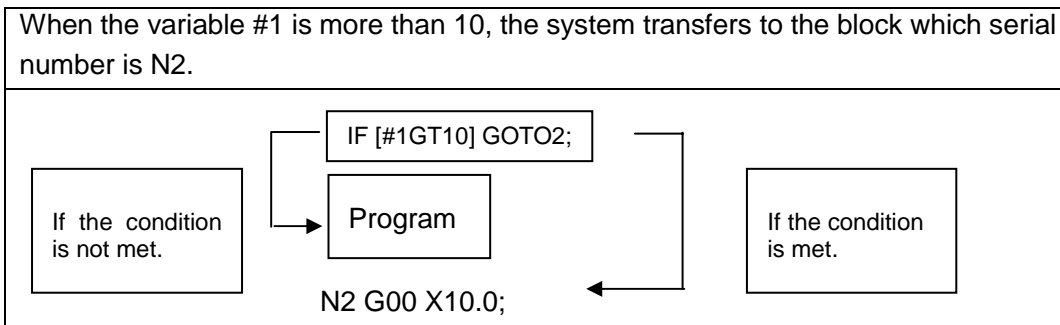 When the variable #1 is more than 10, the system transfers to the block which serial
number is N2.
IF [#1GT10] GOTO2;
If the condition
is not met.
Program
If the condition
is met.
N2 G00 X10.0;